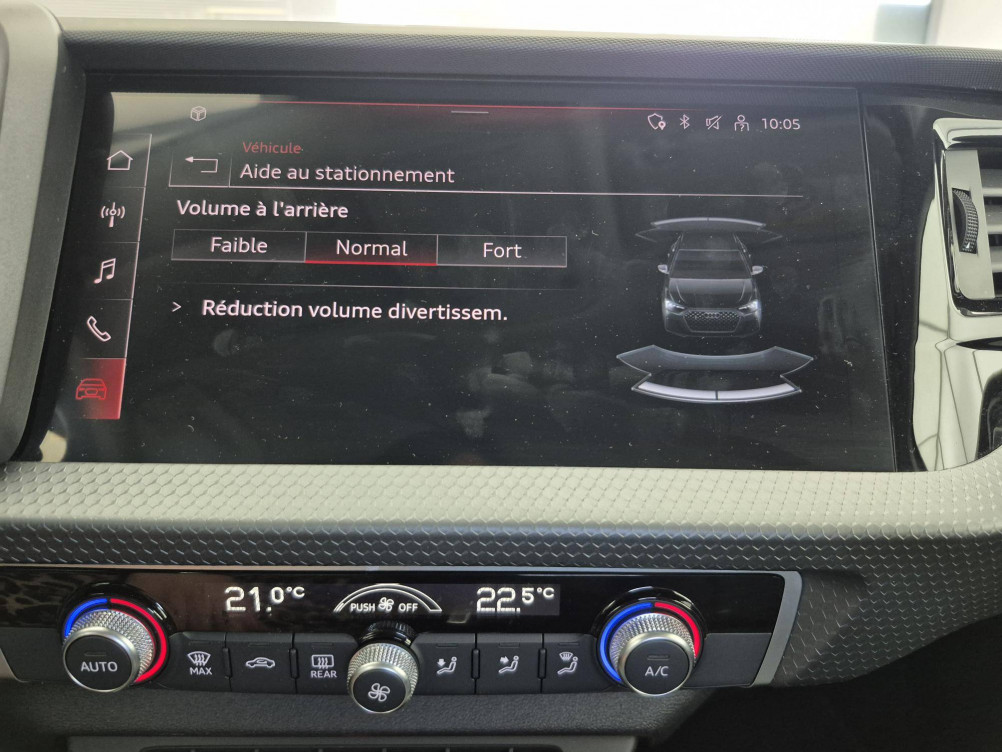 10:05
Véhicule
Aide au stationnement
Volume à l'arrière
Faible Normal Fort
> Réduction volume divertissem.
21.0°C PUSH OFF 22.5°C
AUTO MAX REAR A/C